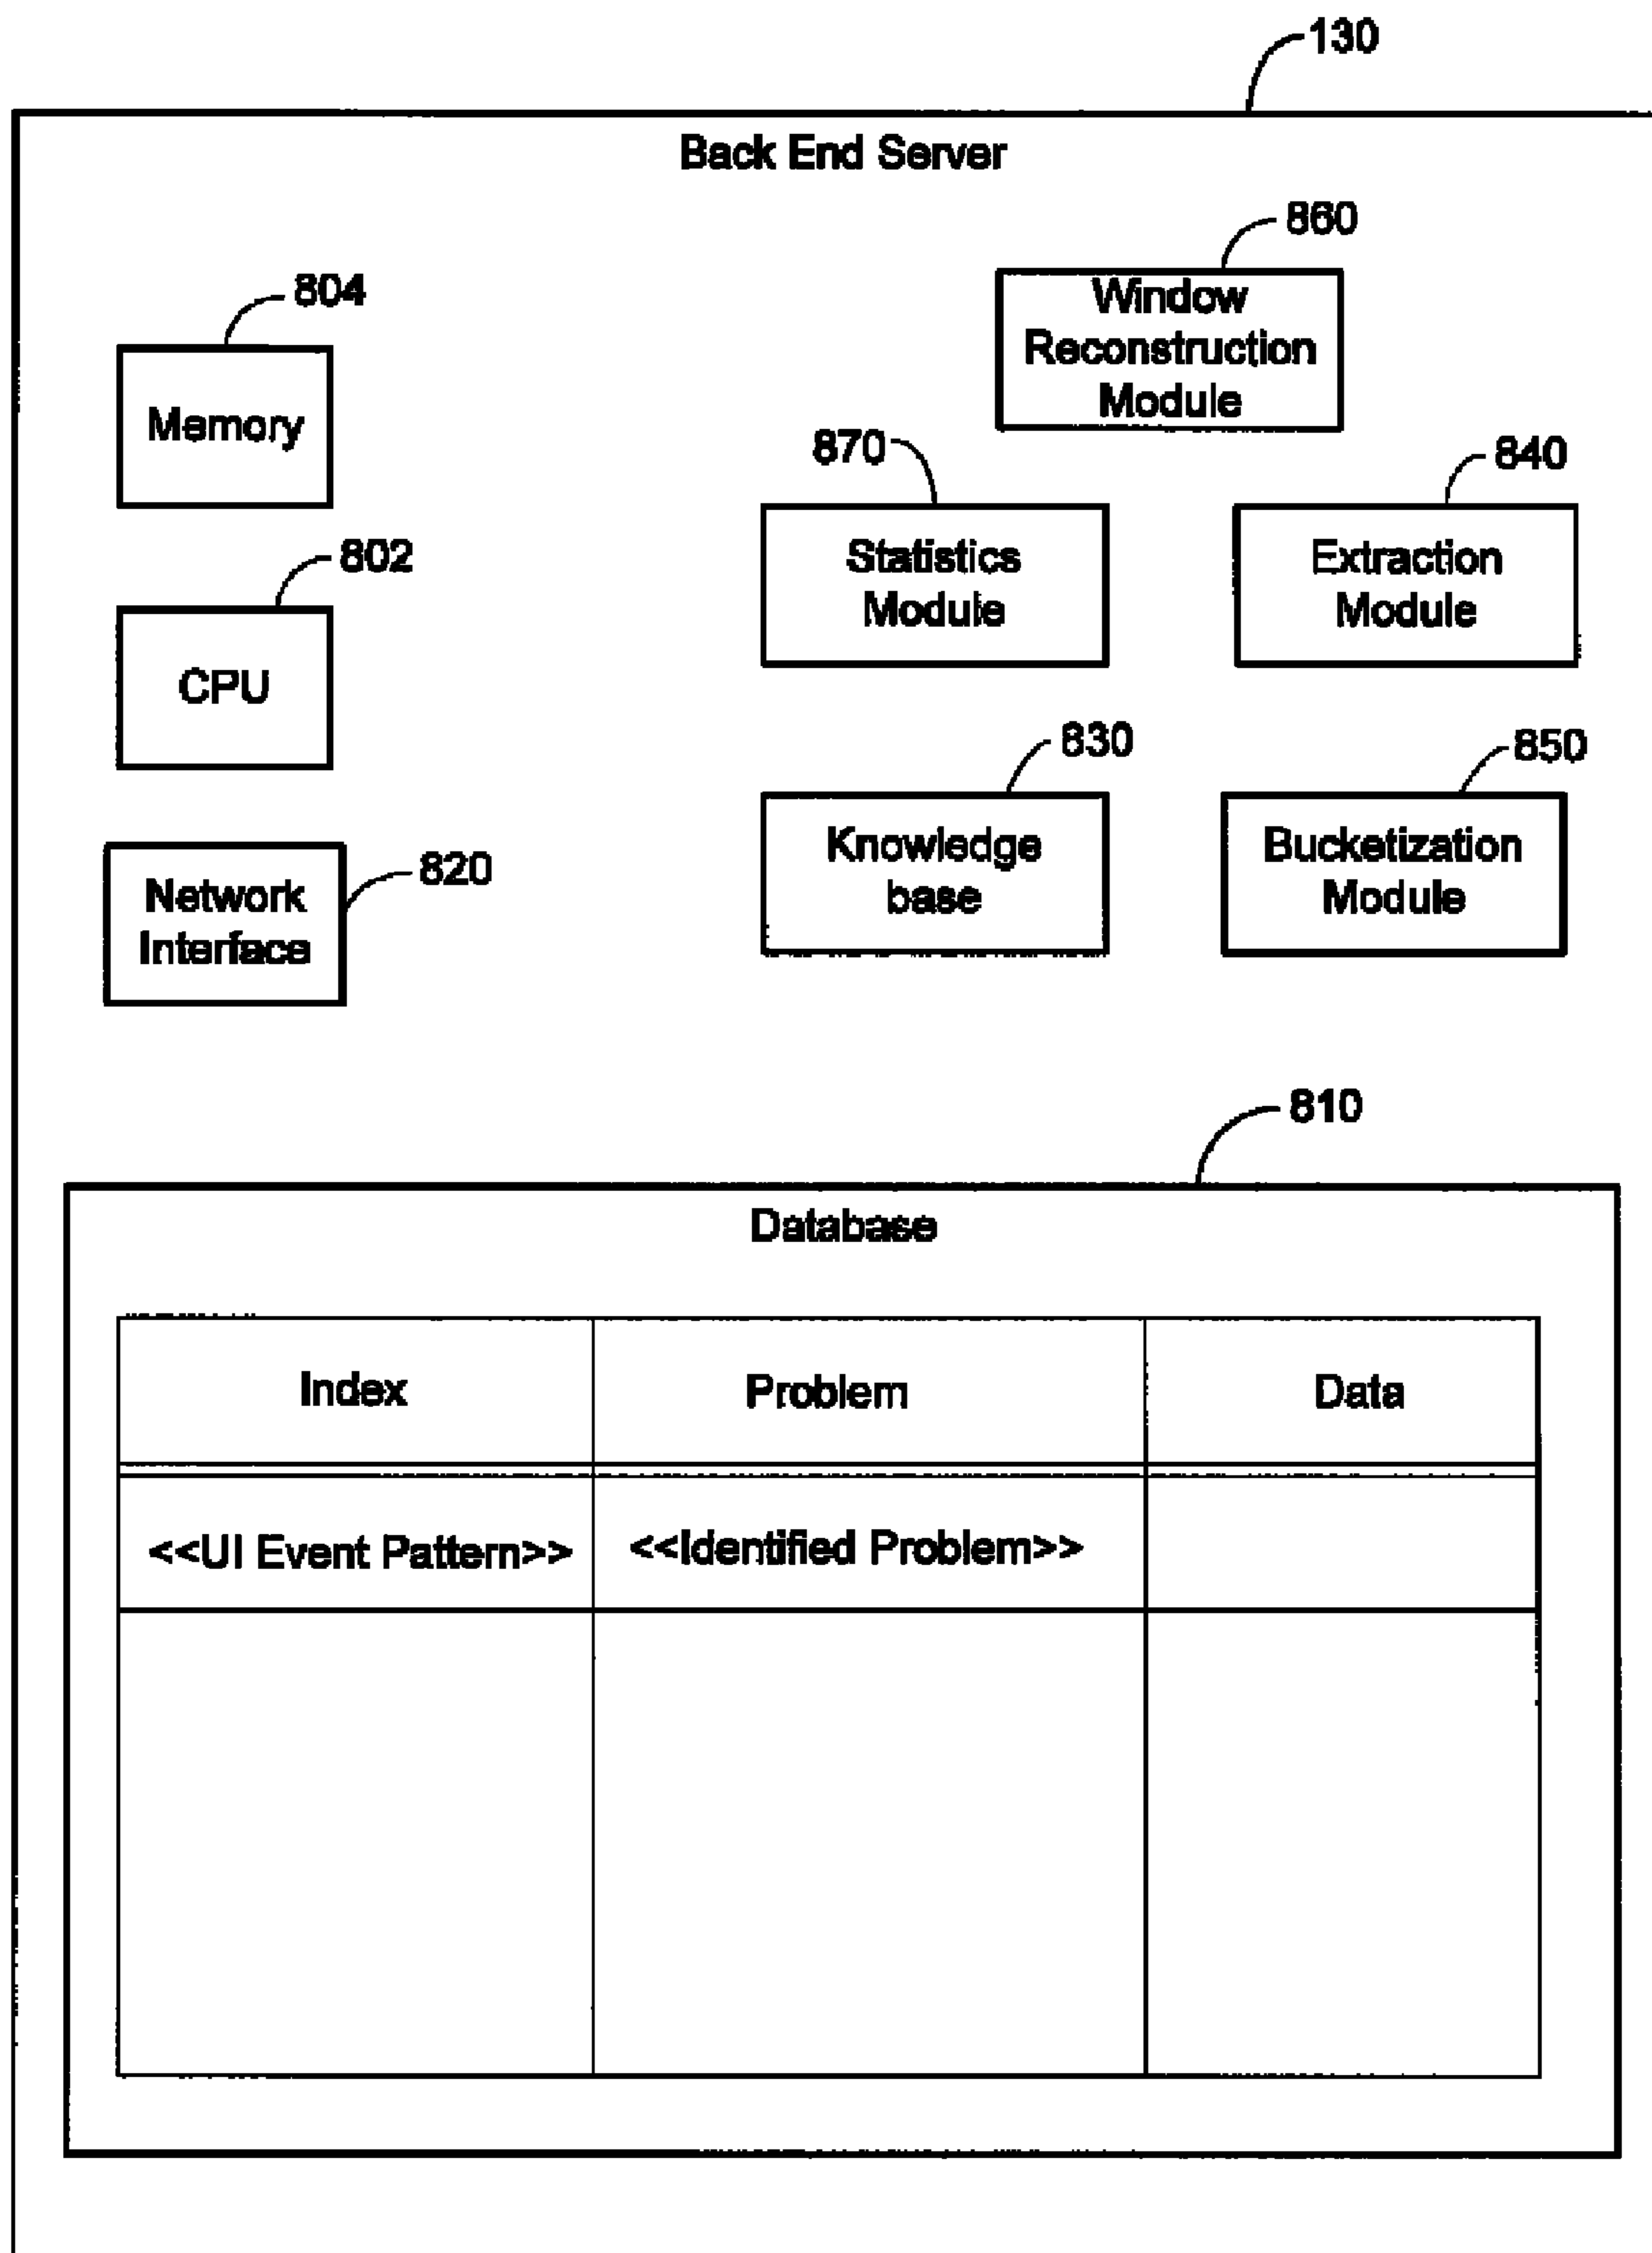 130
Back End Server
860
Window
Reconstruction
Module
804
Memory
870
Statistics
Module
840
Extraction
Module
802
CPU
830
Knowledge
base
850
Bucketization
Module
820
Network
Interface
810
Database
Index Problem Data
<<UI Event Pattern>> <<Identified Problem>>